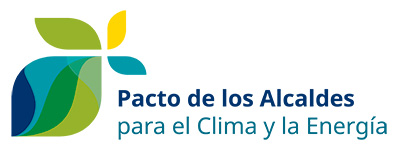 Pacto de los Alcaldes
para el Clima y la Energía